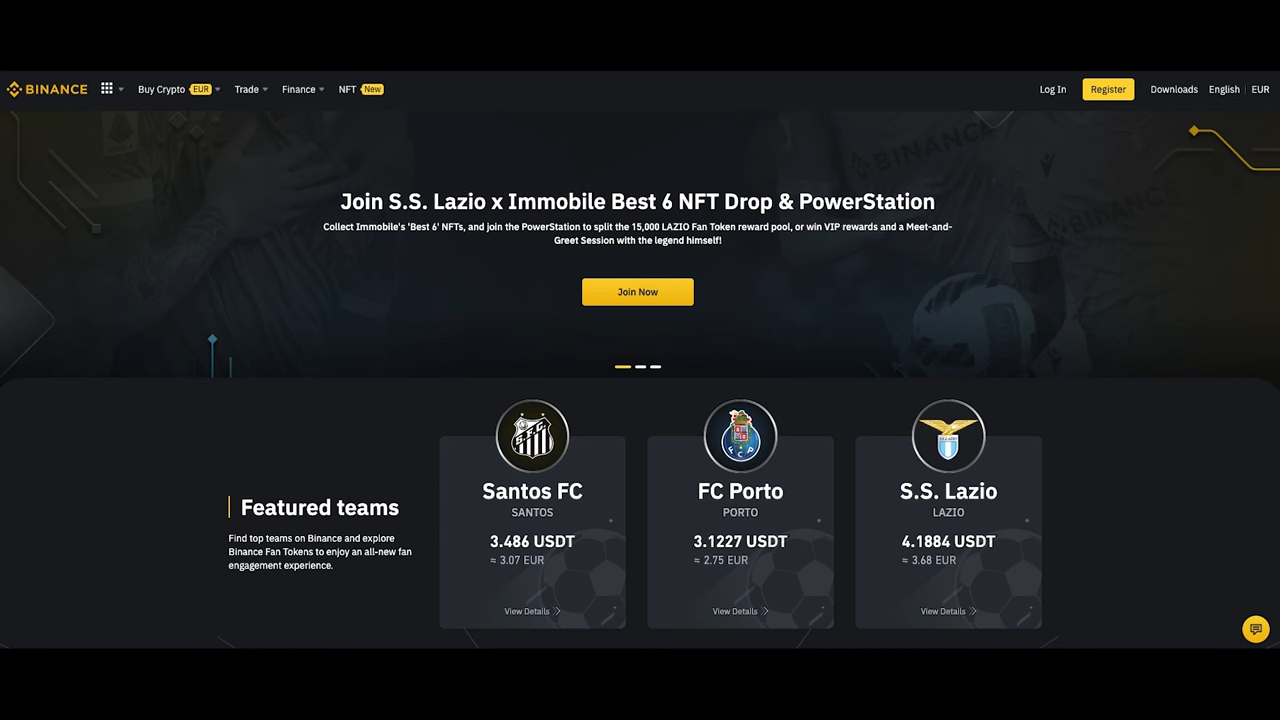 BINANCE
Buy Crypto EUR
Trade
Finance
NFT New
Log In
Register
Downloads
English
EUR
Join S.S. Lazio x Immobile Best 6 NFT Drop & PowerStation
Collect Immobile's 'Best 6' NFTs, and join the PowerStation to split the 15,000 LAZIO Fan Token reward pool, or win VIP rewards and a Meet-and-
Greet Session with the legend himself!
Join Now
BINANCE
BINANCE
Featured teams
Find top teams on Binance and explore
Binance Fan Tokens to enjoy an all-new fan
engagement experience.
Santos FC
SANTOS
3.486 USDT
≈ 3.07 EUR
View Details
FCP
FC Porto
PORTO
3.1227 USDT
≈ 2.75 EUR
View Details
S.S. Lazio
LAZIO
4.1884 USDT
≈ 3.68 EUR
View Details